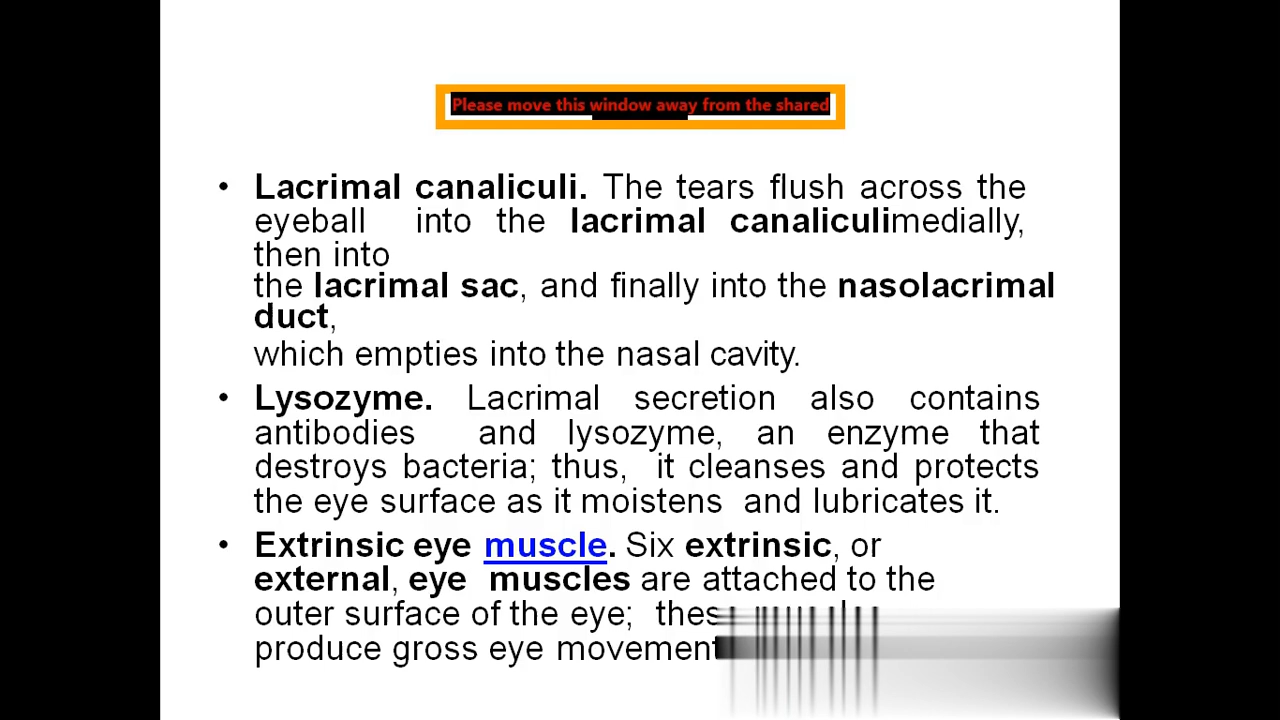 Please move this window away from the shared
• Lacrimal canaliculi. The tears flush across the
eyeball into the lacrimal canaliculimedially,
then into
the lacrimal sac, and finally into the nasolacrimal
duct,
which empties into the nasal cavity.
• Lysozyme. Lacrimal secretion also contains
antibodies and lysozyme, an enzyme that
destroys bacteria; thus, it cleanses and protects
the eye surface as it moistens and lubricates it.
• Extrinsic eye muscle. Six extrinsic, or
external, eye muscles are attached to the
outer surface of the eye;
produce gross eye movement